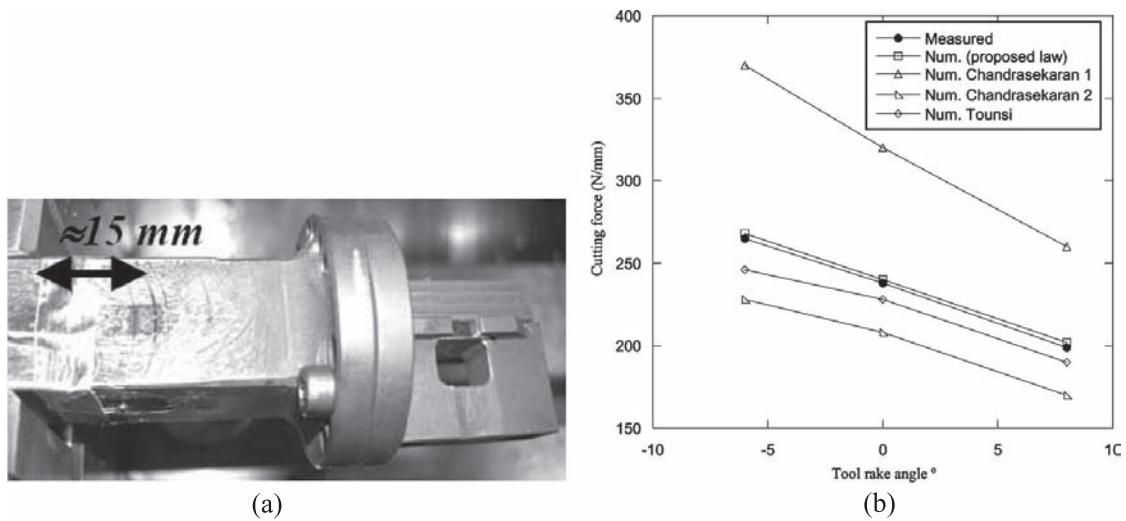 ≈15 mm
(a)
400
350
300
250
200
150
Cutting force (N/mm)
Measured
Num. (proposed law)
Num. Chandrasekaran 1
Num. Chandrasekaran 2
Num. Tounsi
-10
-5
0
5
10
Tool rake angle º
(b)